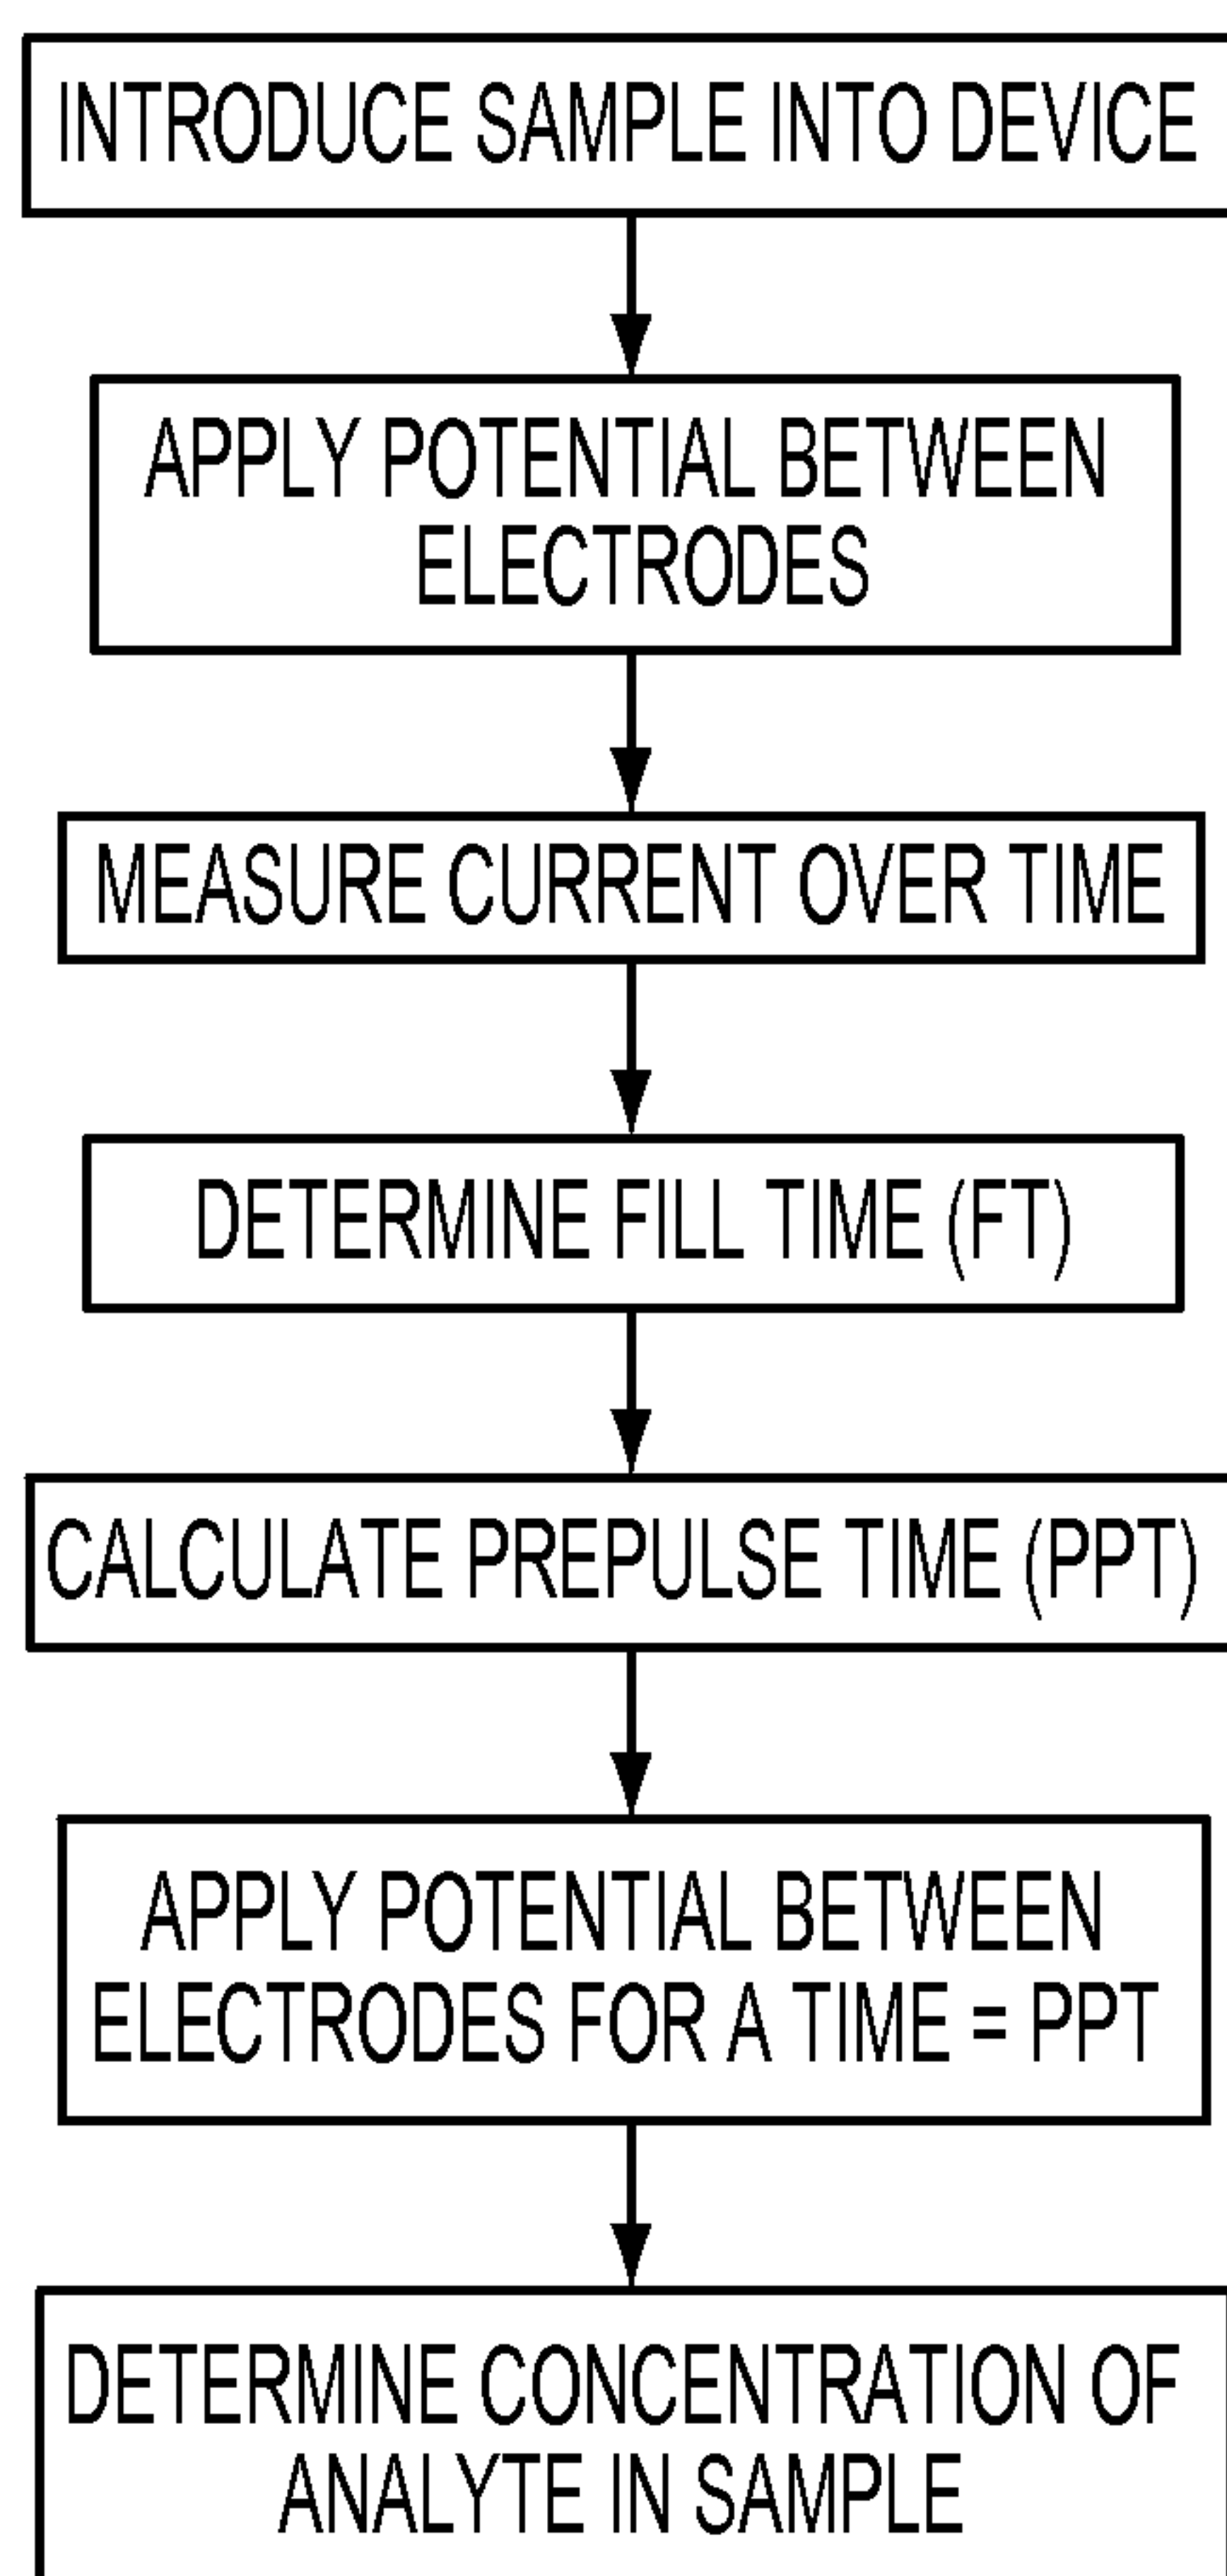 INTRODUCE SAMPLE INTO DEVICE
APPLY POTENTIAL BETWEEN
ELECTRODES
MEASURE CURRENT OVER TIME
DETERMINE FILL TIME (FT)
CALCULATE PREPULSE TIME (PPT)
APPLY POTENTIAL BETWEEN
ELECTRODES FOR A TIME = PPT
DETERMINE CONCENTRATION OF
ANALYTE IN SAMPLE